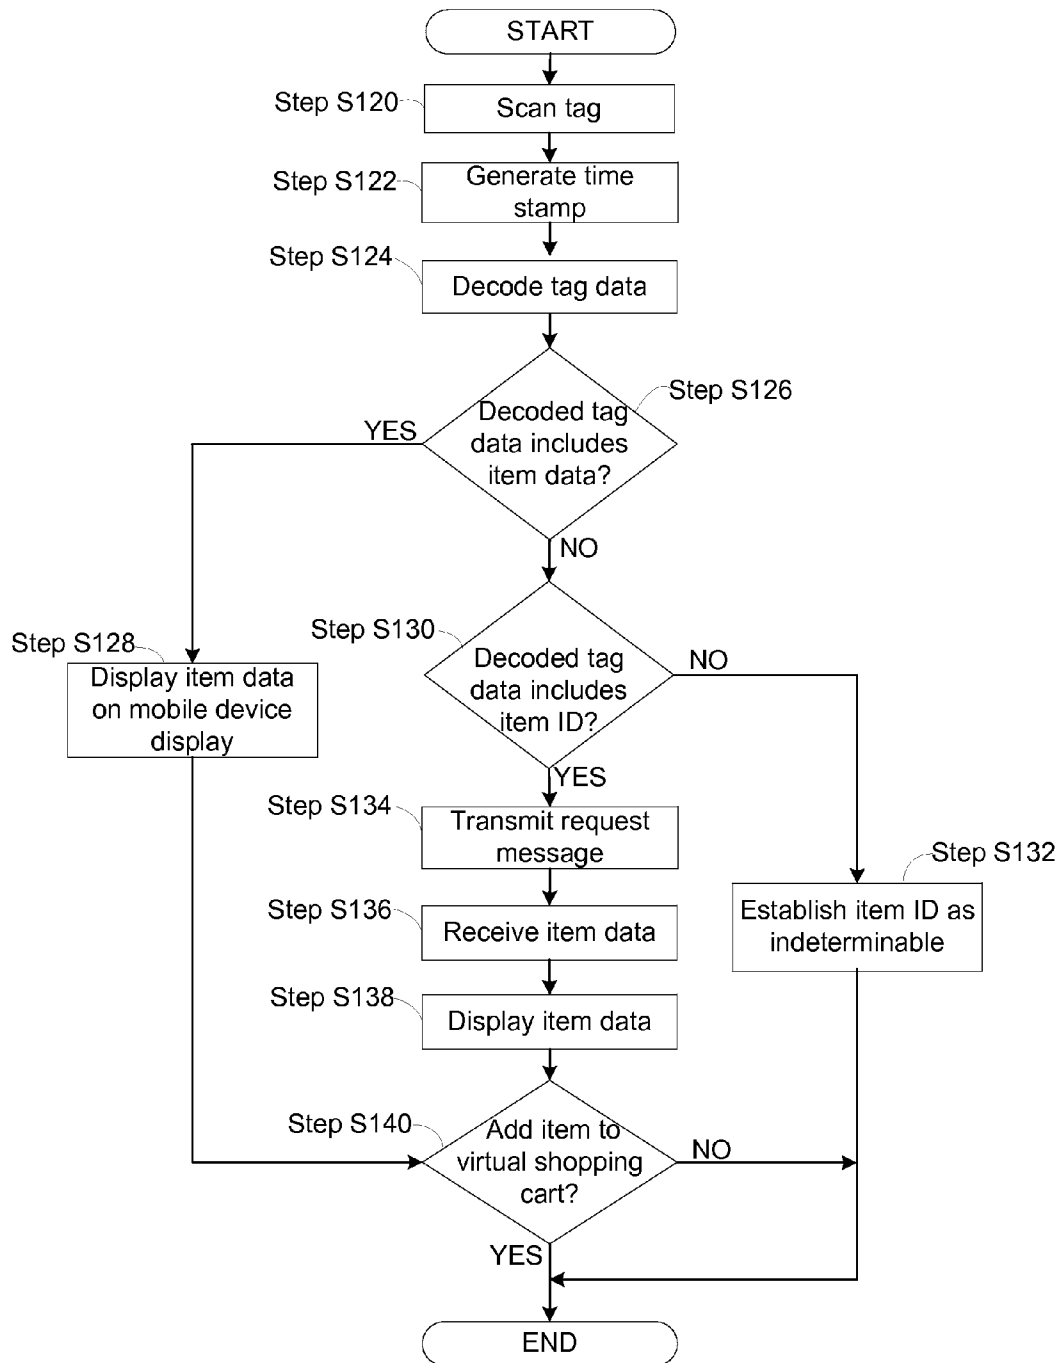 START
Step S120
Scan tag
Step S122
Generate time
stamp
Step S124
Decode tag data
Step S126
Decoded tag
data includes
item data?
YES
NO
Step S130
Decoded tag
data includes
item ID?
NO
YES
Step S128
Display item data
on mobile device
display
Step S134
Transmit request
message
Step S132
Establish item ID as
indeterminable
Step S136
Receive item data
Step S138
Display item data
Step S140
Add item to
virtual shopping
cart?
NO
YES
END